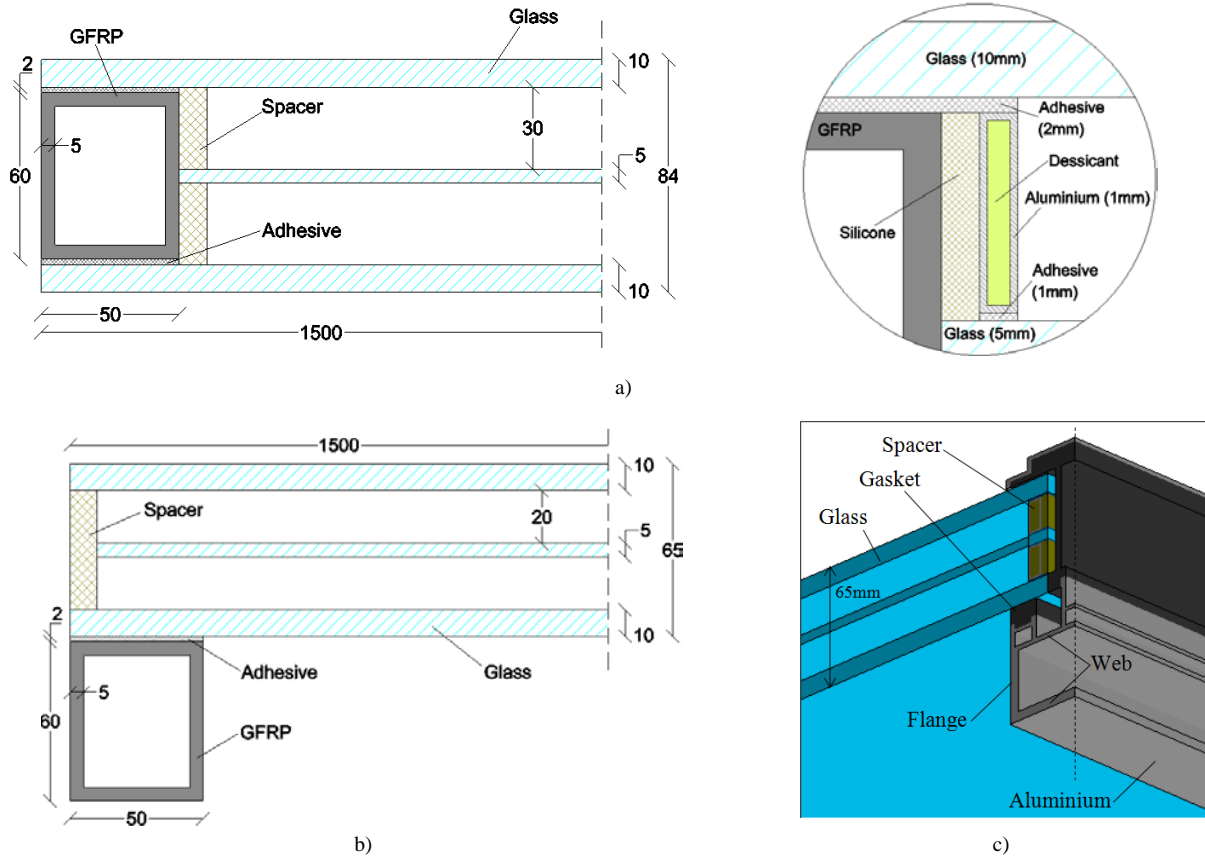 Glass
GFRP
2
10
Spacer
30
5
5
60
84
Adhesive
10
50
1500
Glass (10mm)
Adhesive
(2mm)
GFRP
Dessicant
Aluminium (1mm)
Silicone
Adhesive
(1mm)
Glass (5mm)
a)
1500
10
Spacer
20
5
65
2
10
Adhesive
Glass
5
60
GFRP
50
b)
Spacer
Gasket
Glass
65mm
Web
Flange
Aluminium
c)